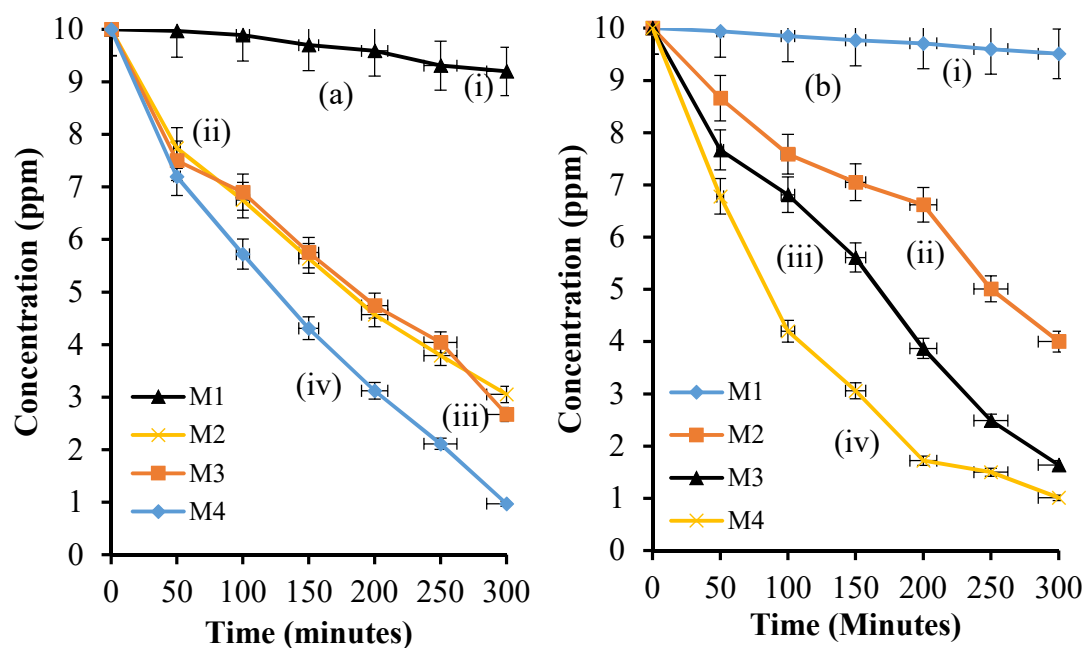 10
9
8
7
6
5
4
3
2
1
0
Concentration (ppm)
(a)
(i)
(ii)
(iv)
(iii)
M1
M2
M3
M4
0 50 100 150 200 250 300
Time (minutes)
10
9
8
7
6
5
4
3
2
1
0
Concentration (ppm)
(b)
(i)
(iii)
(ii)
(iv)
M1
M2
M3
M4
0 50 100 150 200 250 300
Time (Minutes)